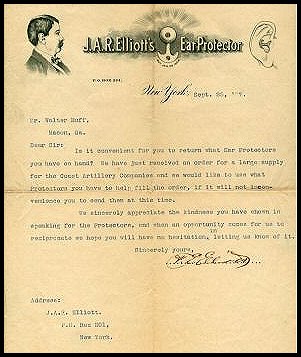 J.A.R. Elliott's Ear Protector
P.O. BOX 201,
New York, Sept. 25,
Mr. Walter Huff,
Macon, Ga.
Dear Sir:
Is it convenient for you to return what Ear Protectors
you have on hand? We have just received an order for a large supply
for the Coast Artillery Companies and we would like to use what
Protectors you have to help fill the order, if it will not incon-
venience you to send them at this time.
We sincerely appreciate the kindness you have shown in
speaking for the Protectors, and when an opportunity comes for us to
reciprocate we hope you will have no hesitation in letting us know of it.
Sincerely yours,
Address:
J.A.R. Elliott.
P.O. Box 201,
New York.